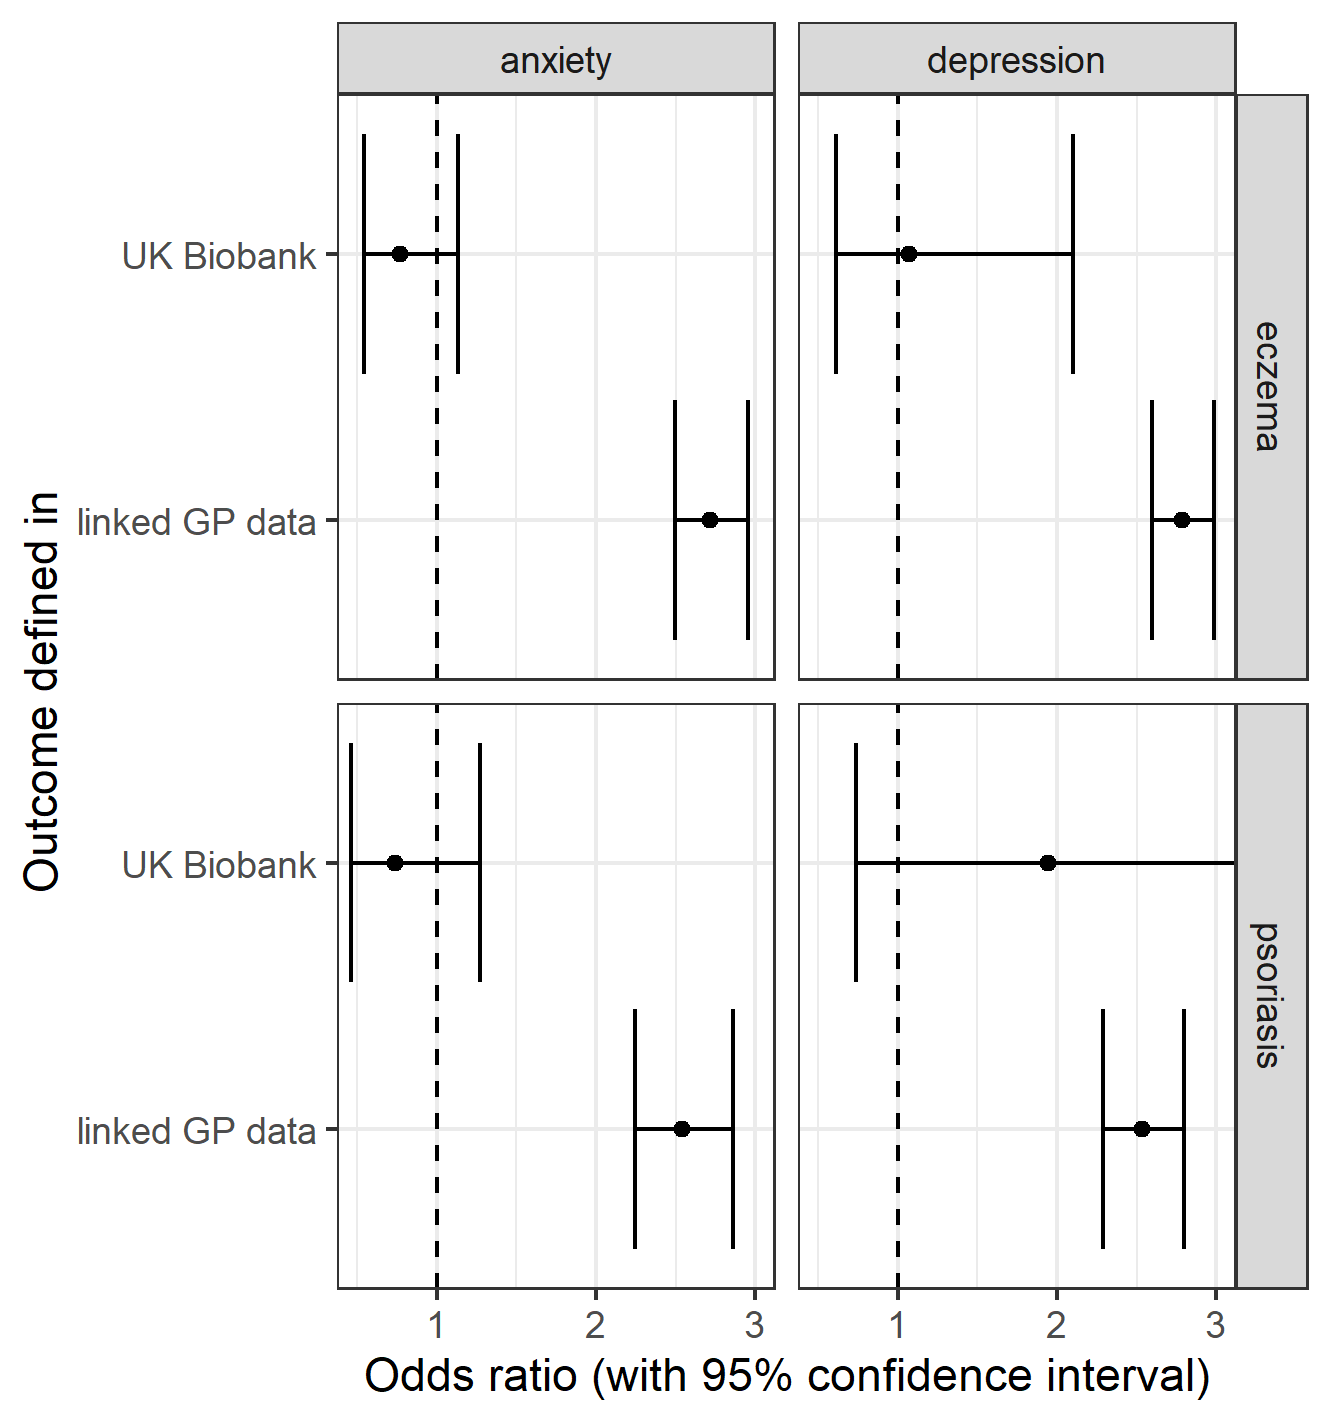 anxiety
depression
eczema
psoriasis
UK Biobank
linked GP data
UK Biobank
linked GP data
Outcome defined in
1
2
3
1
2
3
Odds ratio (with 95% confidence interval)